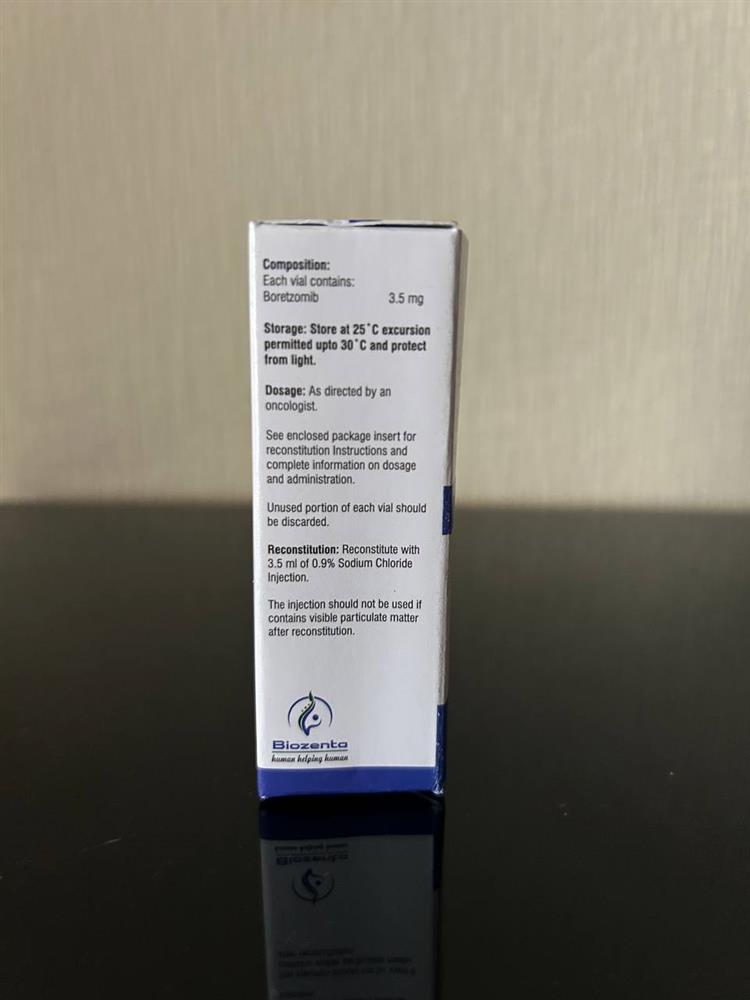 Composition:
Each vial contains:
Boretzomib 3.5 mg
Storage: Store at 25˚C excursion
permitted upto 30˚C and protect
from light.
Dosage: As directed by an
oncologist.
See enclosed package insert for
reconstitution Instructions and
complete information on dosage
and administration.
Unused portion of each vial should
be discarded.
Reconstitution: Reconstitute with
3.5 ml of 0.9% Sodium Chloride
Injection.
The injection should not be used if
contains visible particulate matter
after reconstitution.
Biozenta
human helping human